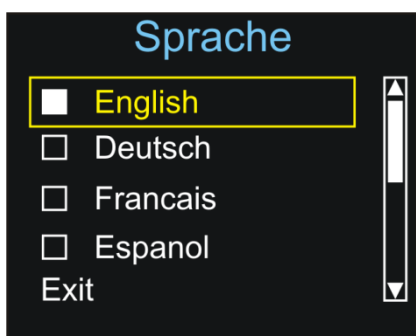 Sprache
English
Deutsch
Francais
Espanol
Exit